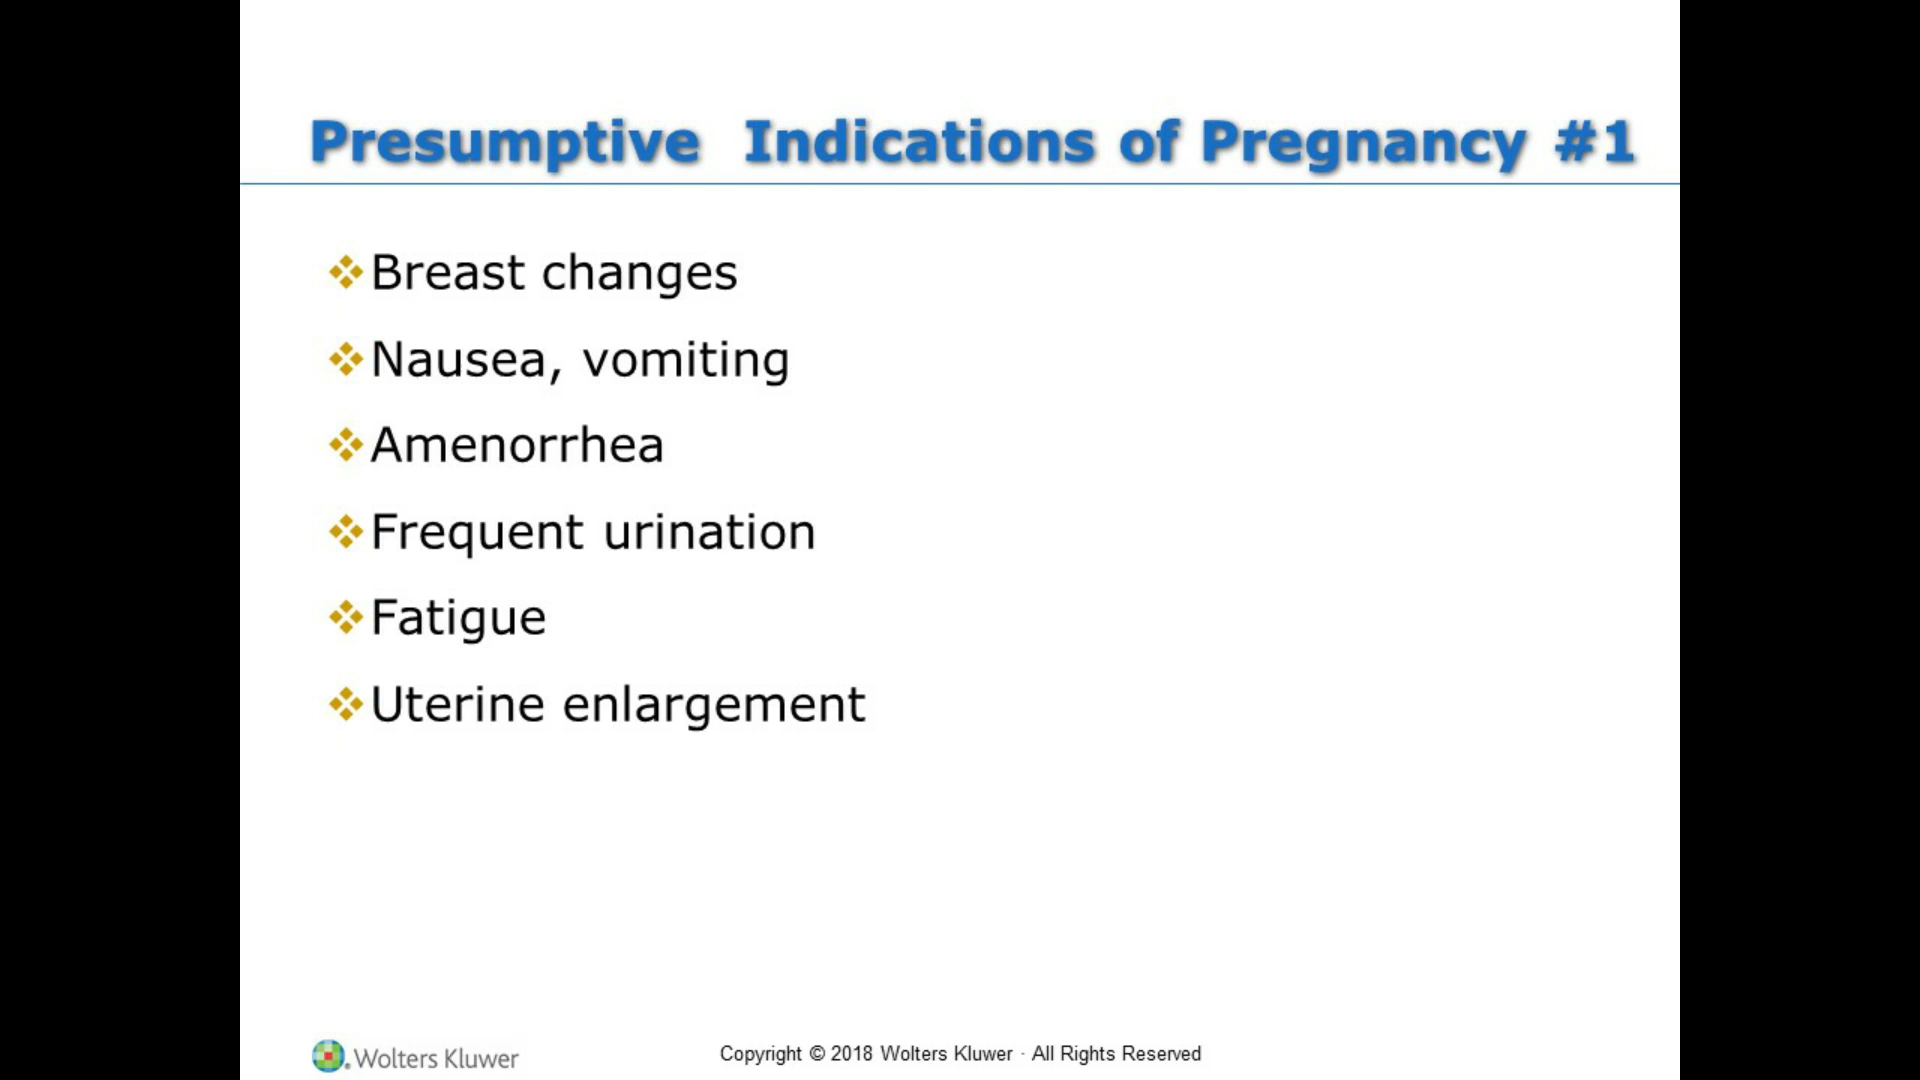 Presumptive Indications of Pregnancy #1
Breast changes
Nausea, vomiting
Amenorrhea
Frequent urination
Fatigue
Uterine enlargement
Wolters Kluwer
Copyright © 2018 Wolters Kluwer · All Rights Reserved